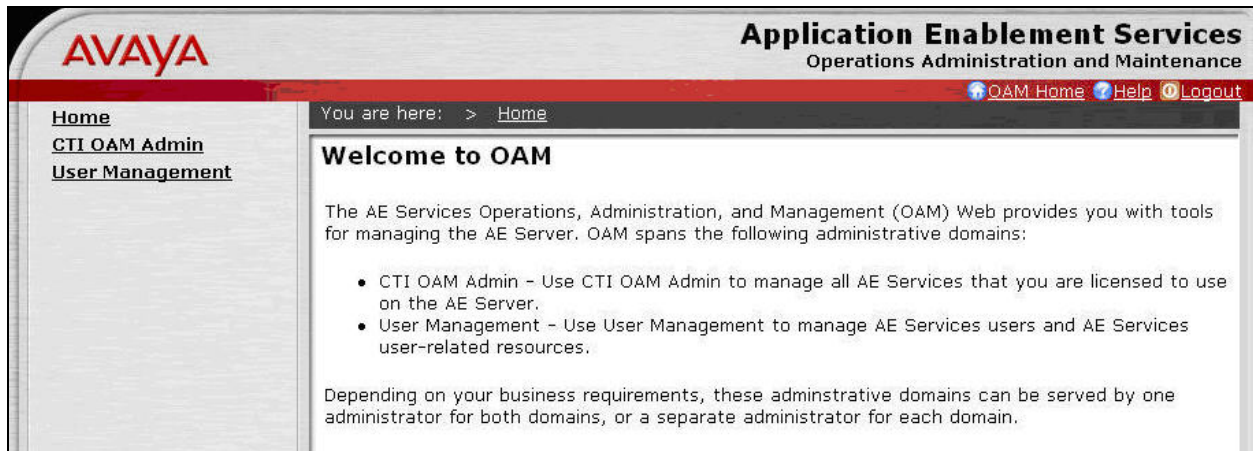 AVAYA
Application Enablement Services
Operations Administration and Maintenance
OAM Home Help Logout
Home
CTI OAM Admin
User Management
You are here: > Home
Welcome to OAM
The AE Services Operations, Administration, and Management (OAM) Web provides you with tools
for managing the AE Server. OAM spans the following administrative domains:
• CTI OAM Admin – Use CTI OAM Admin to manage all AE Services that you are licensed to use
on the AE Server.
• User Management – Use User Management to manage AE Services users and AE Services
user-related resources.
Depending on your business requirements, these adminstrative domains can be served by one
administrator for both domains, or a separate administrator for each domain.